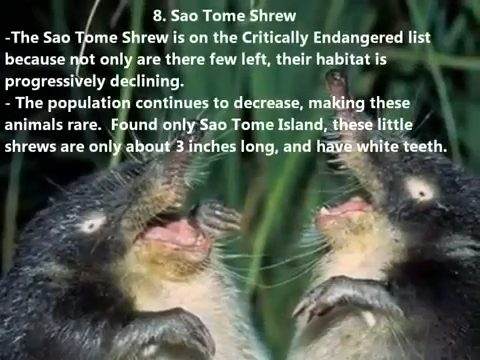 8. Sao Tome Shrew
-The Sao Tome Shrew is on the Critically Endangered list
because not only are there few left, their habitat is
progressively declining.
- The population continues to decrease, making these
animals rare.  Found only Sao Tome Island, these little
shrews are only about 3 inches long, and have white teeth.